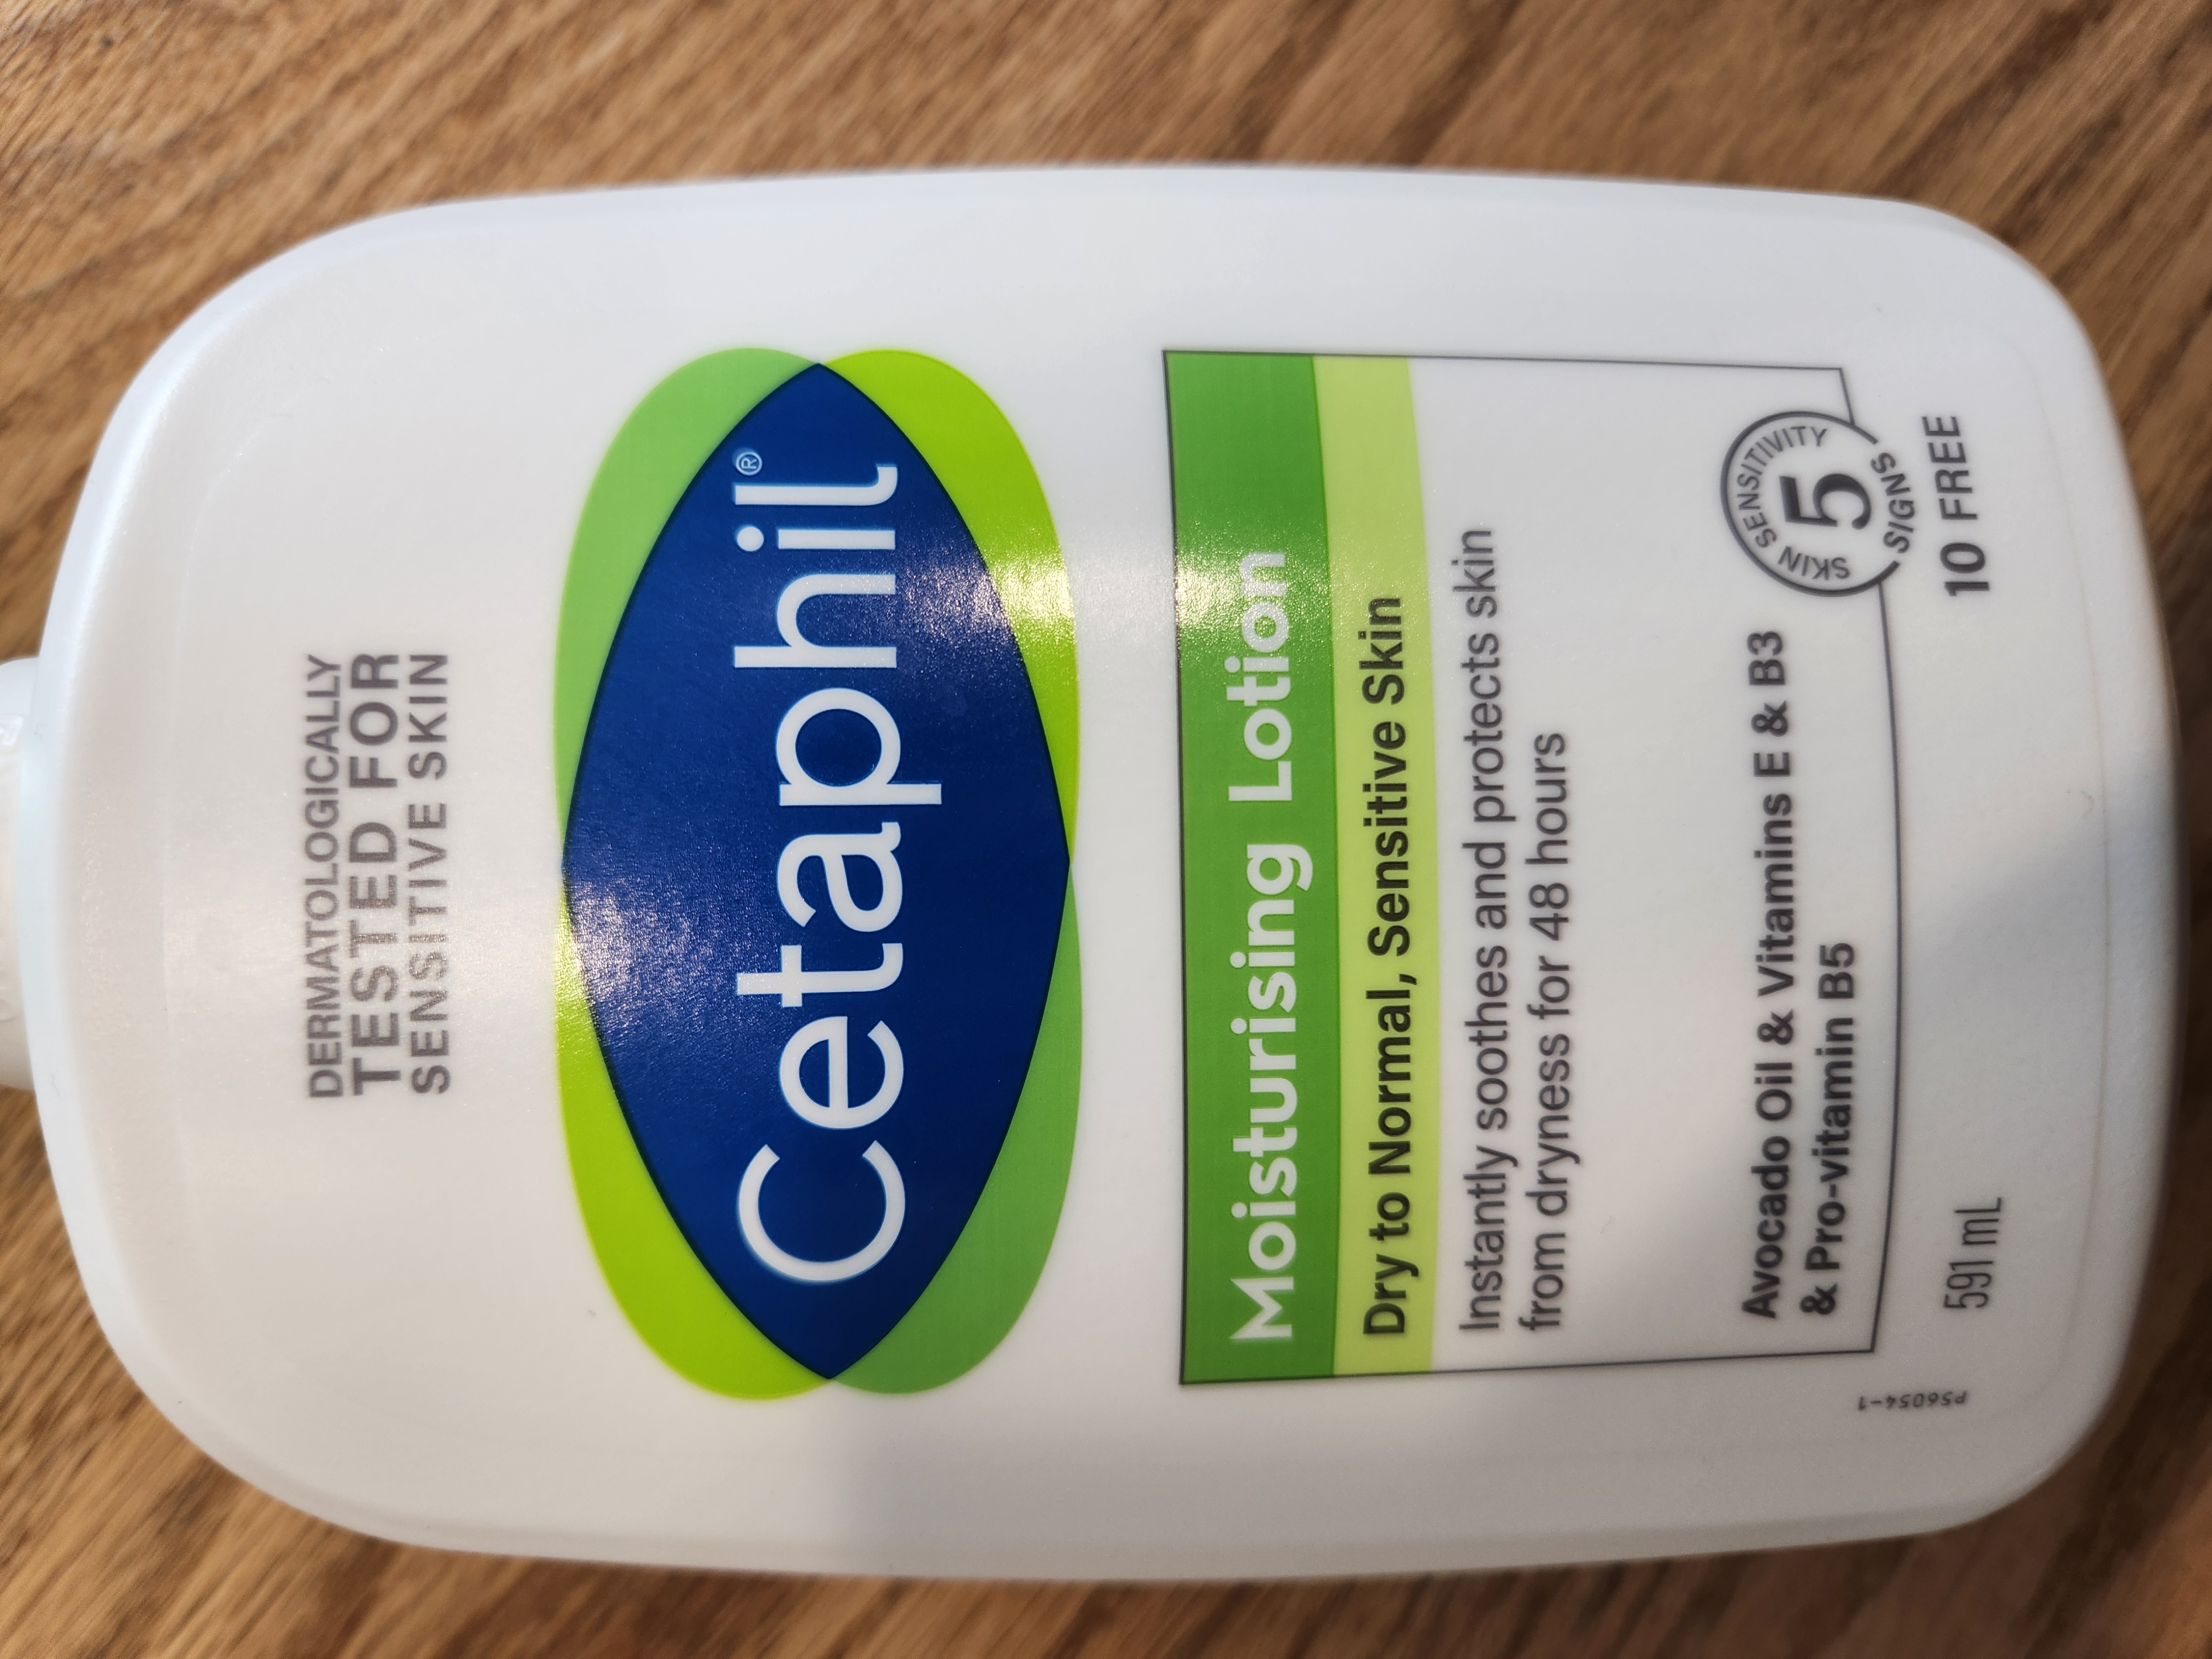 DERMATOLOGICALLY
TESTED FOR
SENSITIVE SKIN
Cetaphil®
Moisturising Lotion
Dry to Normal, Sensitive Skin
Instantly soothes and protects skin
from dryness for 48 hours
Avocado Oil & Vitamins E & B3
& Pro-vitamin B5
SKIN SENSITIVITY
5
SIGNS
591 mL
10 FREE
P56054-1